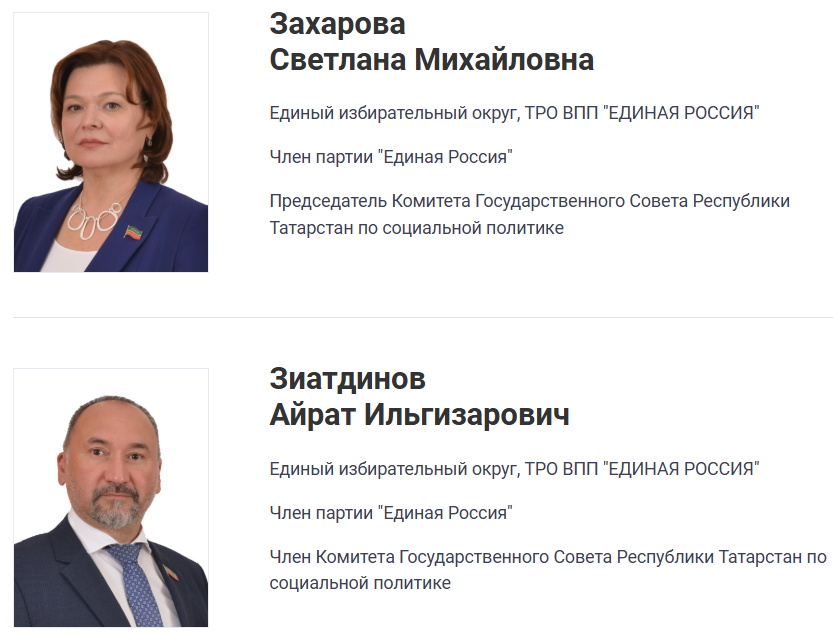 Захарова
Светлана Михайловна
Единый избирательный округ, ТРО ВПП "ЕДИНАЯ РОССИЯ"
Член партии "Единая Россия"
Председатель Комитета Государственного Совета Республики
Татарстан по социальной политике
Зиатдинов
Айрат Ильгизарович
Единый избирательный округ, ТРО ВПП "ЕДИНАЯ РОССИЯ"
Член партии "Единая Россия"
Член Комитета Государственного Совета Республики Татарстан по
социальной политике